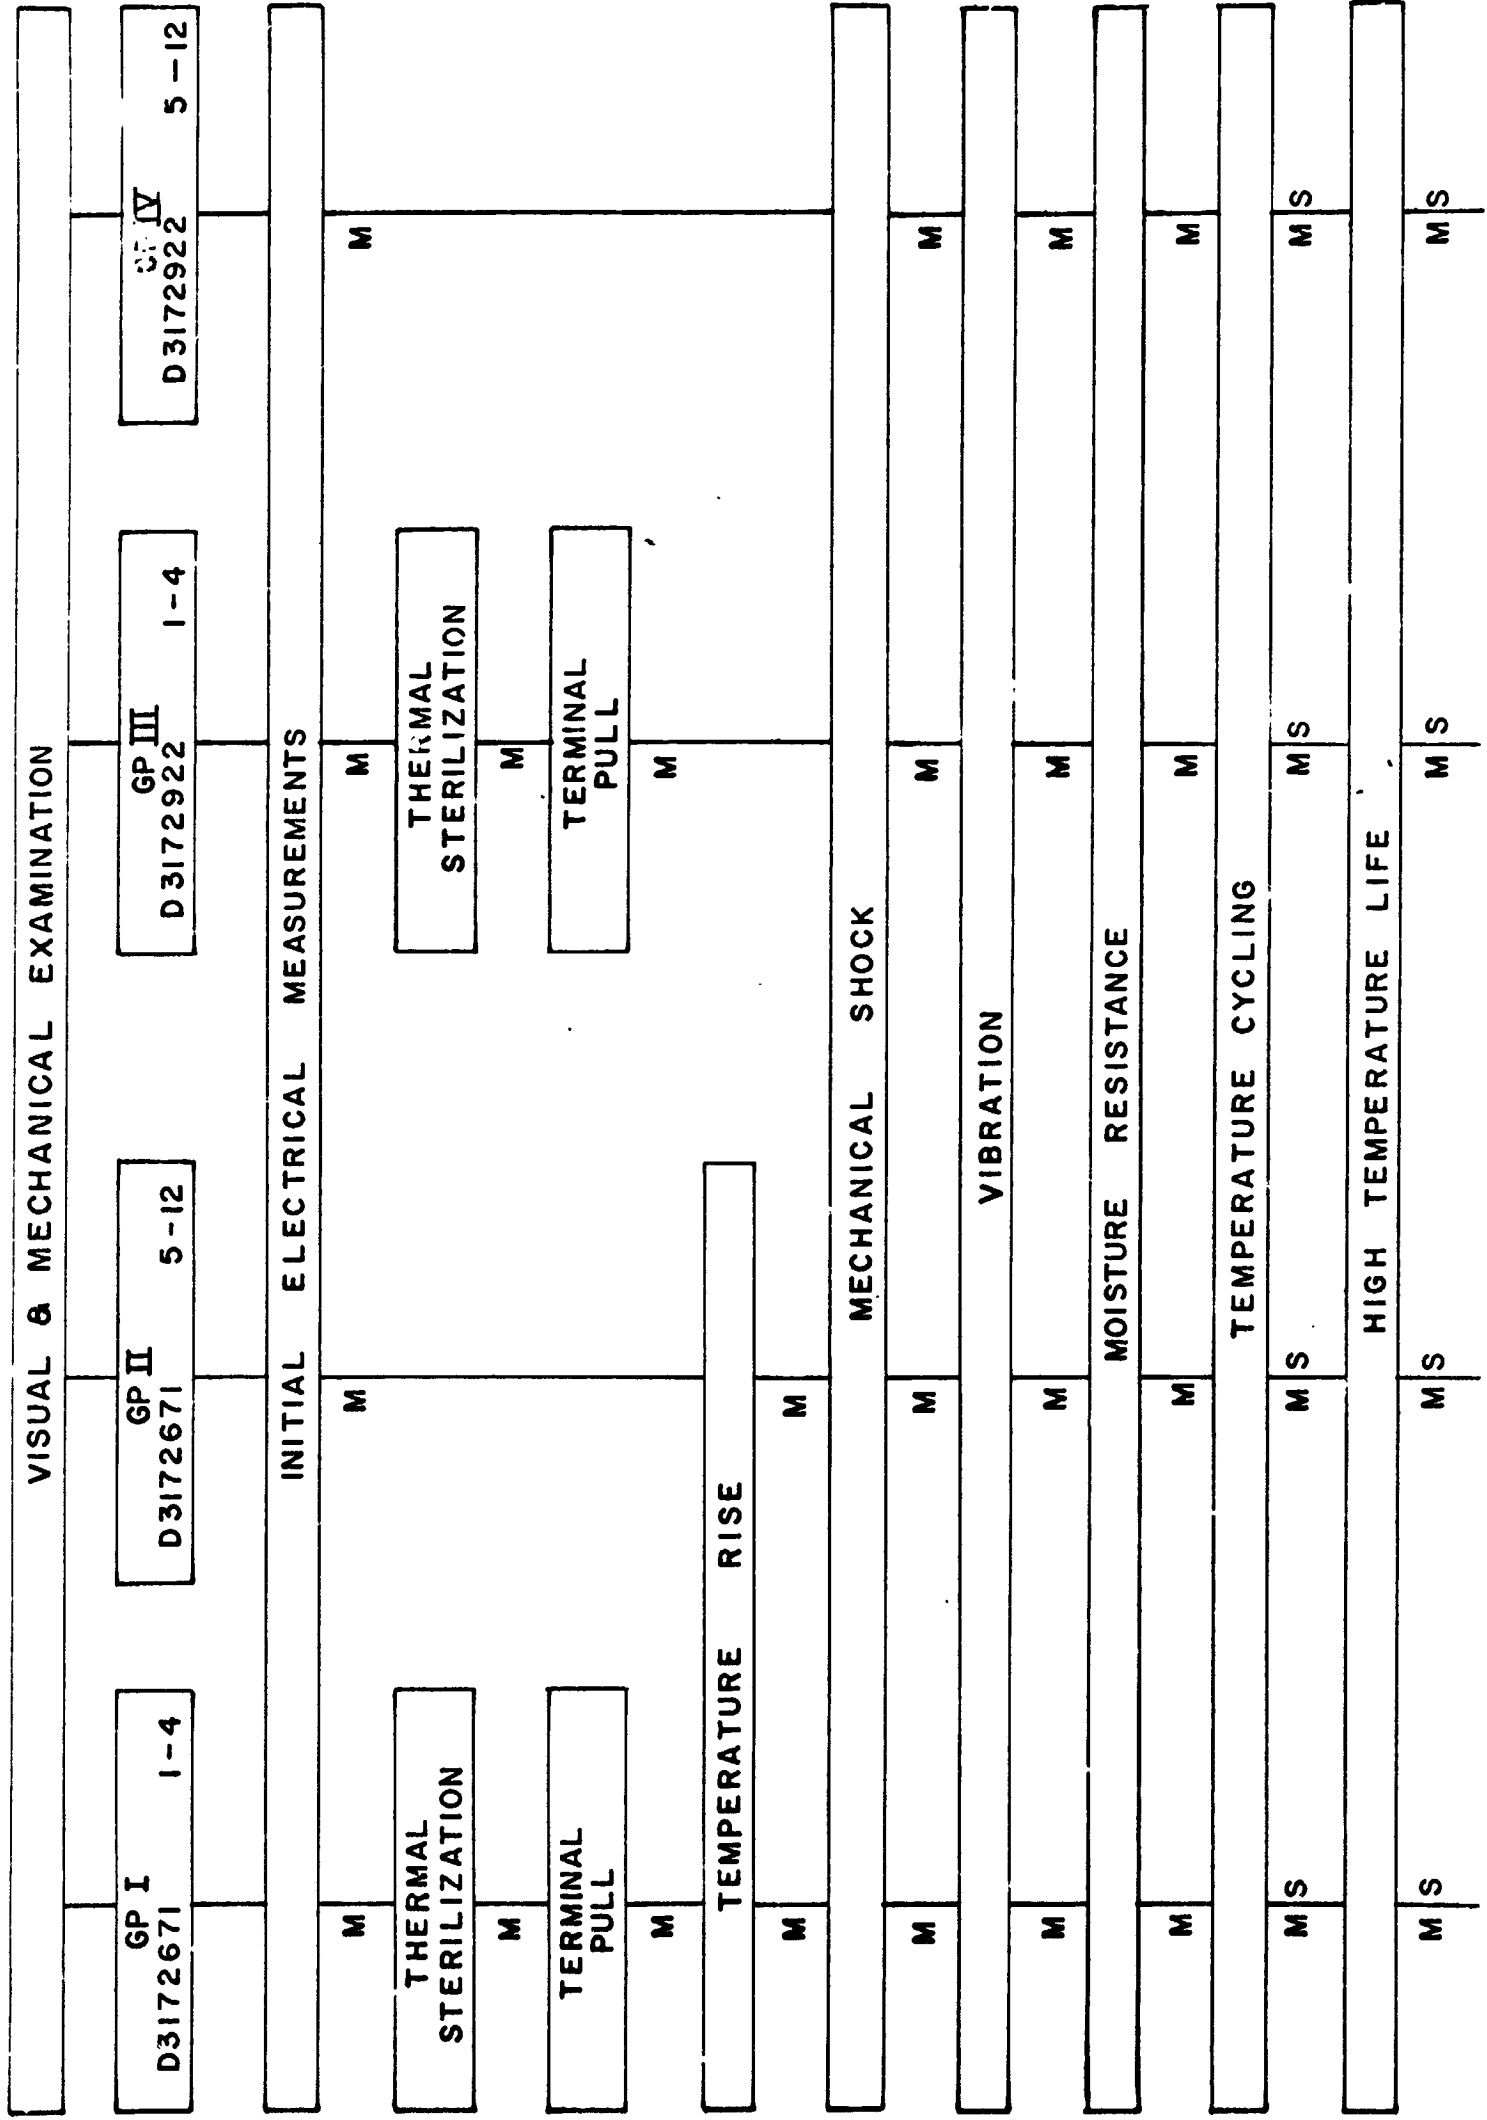 VISUAL & MECHANICAL EXAMINATION
GP I
D3172671 1-4
GP II
D3172671 5-12
GP III
D3172922 1-4
IV
D3172922 5-12
INITIAL ELECTRICAL MEASUREMENTS
M
M
M
M
THERMAL
STERILIZATION
THERMAL
STERILIZATION
M
M
TERMINAL
PULL
TERMINAL
PULL
M
M
TEMPERATURE RISE
M
M
MECHANICAL SHOCK
M
M
M
M
VIBRATION
M
M
M
M
MOISTURE RESISTANCE
M
M
M
M
TEMPERATURE CYCLING
M S
M S
M S
M S
HIGH TEMPERATURE LIFE
M S
M S
M S
M S